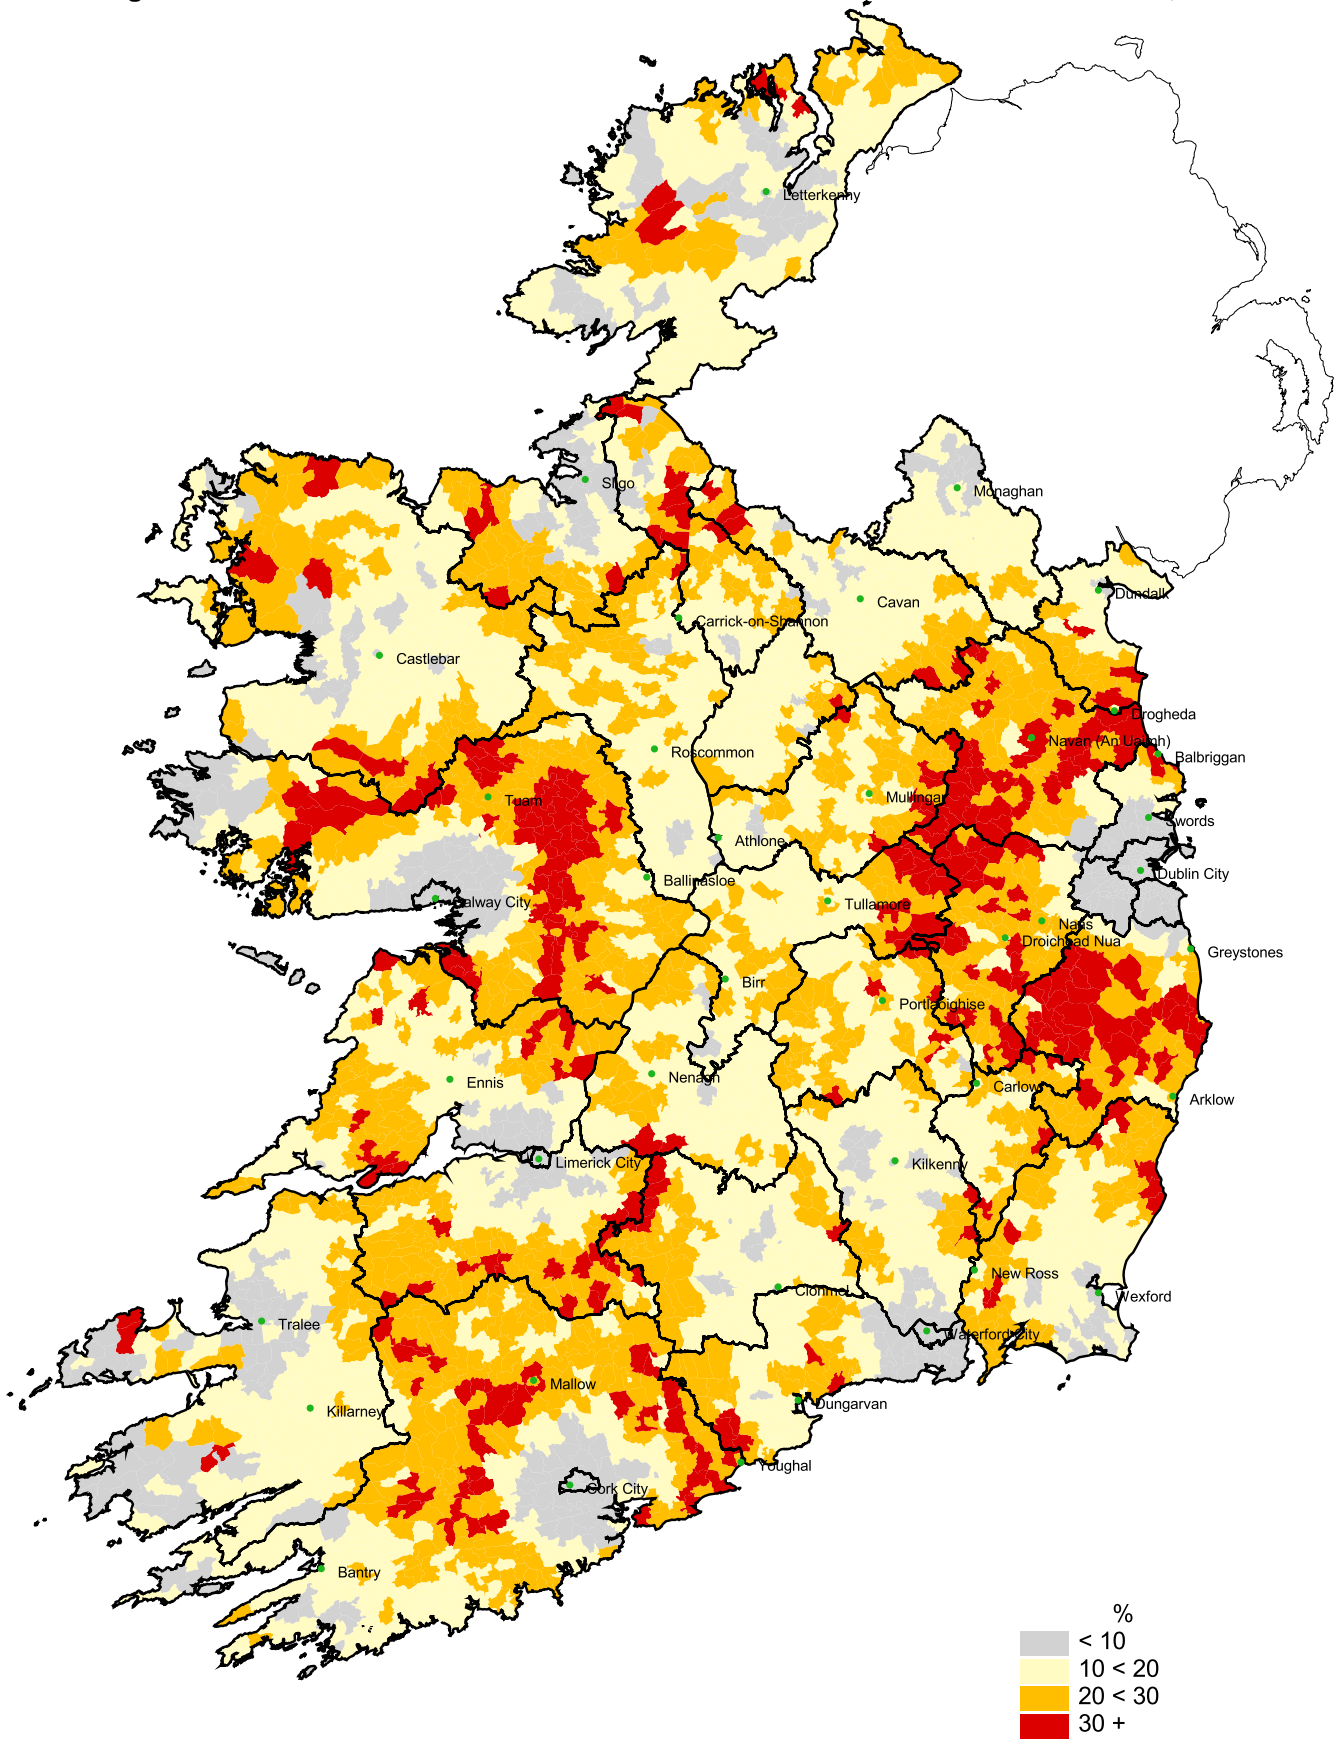 Letterkenny
Sligo
Monaghan
Dundalk
Cavan
Carrick-on-Shannon
Castlebar
Drogheda
Navan (An Uaimh)
Roscommon
Balbriggan
Tuam
Mullingar
Swords
Athlone
Dublin City
Ballinasloe
Galway City
Tullamore
Naas
Droichead Nua
Greystones
Birr
Portlaoighise
Nenagh
Ennis
Carlow
Arklow
Limerick City
Kilkenny
New Ross
Clonmel
Wexford
Tralee
Waterford City
Mallow
Dungarvan
Killarney
Youghal
Cork City
Bantry
%
< 10
10 < 20
20 < 30
30 +